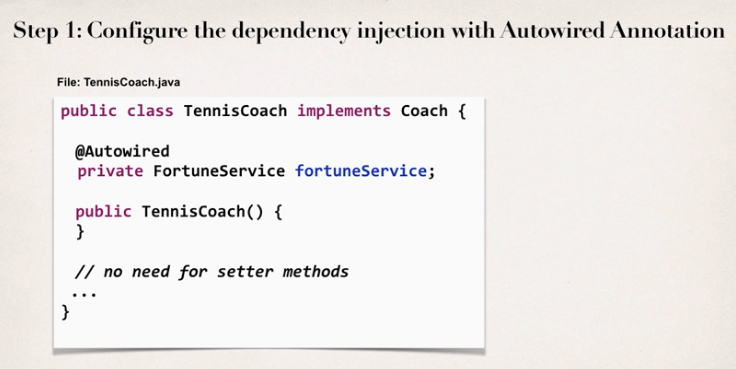 Step 1: Configure the dependency injection with Autowired Annotation
File: TennisCoach.java
public class TennisCoach implements Coach {
@Autowired
private FortuneService fortuneService;
public TennisCoach() {
}
// no need for setter methods
...
}